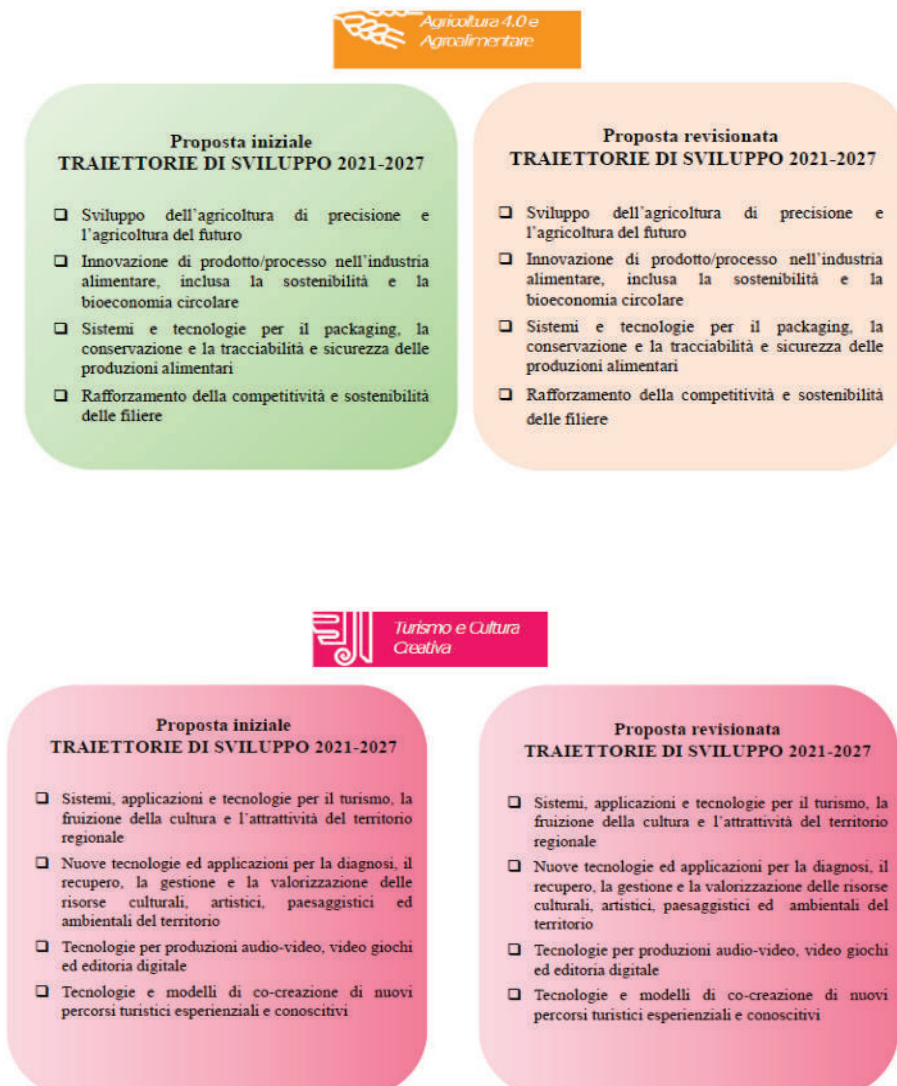 Agricoltura 4.0 e
Agroalimentare
Proposta iniziale
TRAIETTORIE DI SVILUPPO 2021-2027
❑ Sviluppo dell'agricoltura di precisione e
l'agricoltura del futuro
❑ Innovazione di prodotto/processo nell'industria
alimentare, inclusa la sostenibilità e la
bioeconomia circolare
❑ Sistemi e tecnologie per il packaging, la
conservazione e la tracciabilità e sicurezza delle
produzioni alimentari
❑ Rafforzamento della competitività e sostenibilità
delle filiere
Proposta revisionata
TRAIETTORIE DI SVILUPPO 2021-2027
❑ Sviluppo dell'agricoltura di precisione e
l'agricoltura del futuro
❑ Innovazione di prodotto/processo nell'industria
alimentare, inclusa la sostenibilità e la
bioeconomia circolare
❑ Sistemi e tecnologie per il packaging, la
conservazione e la tracciabilità e sicurezza delle
produzioni alimentari
❑ Rafforzamento della competitività e sostenibilità
delle filiere
Turismo e Cultura
Creativa
Proposta iniziale
TRAIETTORIE DI SVILUPPO 2021-2027
❑ Sistemi, applicazioni e tecnologie per il turismo, la
fruizione della cultura e l'attrattività del territorio
regionale
❑ Nuove tecnologie ed applicazioni per la diagnosi, il
recupero, la gestione e la valorizzazione delle
risorse culturali, artistici, paesaggistici ed
ambientali del territorio
❑ Tecnologie per produzioni audio-video, video giochi
ed editoria digitale
❑ Tecnologie e modelli di co-creazione di nuovi
percorsi turistici esperienziali e conoscitivi
Proposta revisionata
TRAIETTORIE DI SVILUPPO 2021-2027
❑ Sistemi, applicazioni e tecnologie per il turismo, la
fruizione della cultura e l'attrattività del territorio
regionale
❑ Nuove tecnologie ed applicazioni per la diagnosi, il
recupero, la gestione e la valorizzazione delle risorse
culturali, artistici, paesaggistici ed ambientali del
territorio
❑ Tecnologie per produzioni audio-video, video giochi
ed editoria digitale
❑ Tecnologie e modelli di co-creazione di nuovi
percorsi turistici esperienziali e conoscitivi